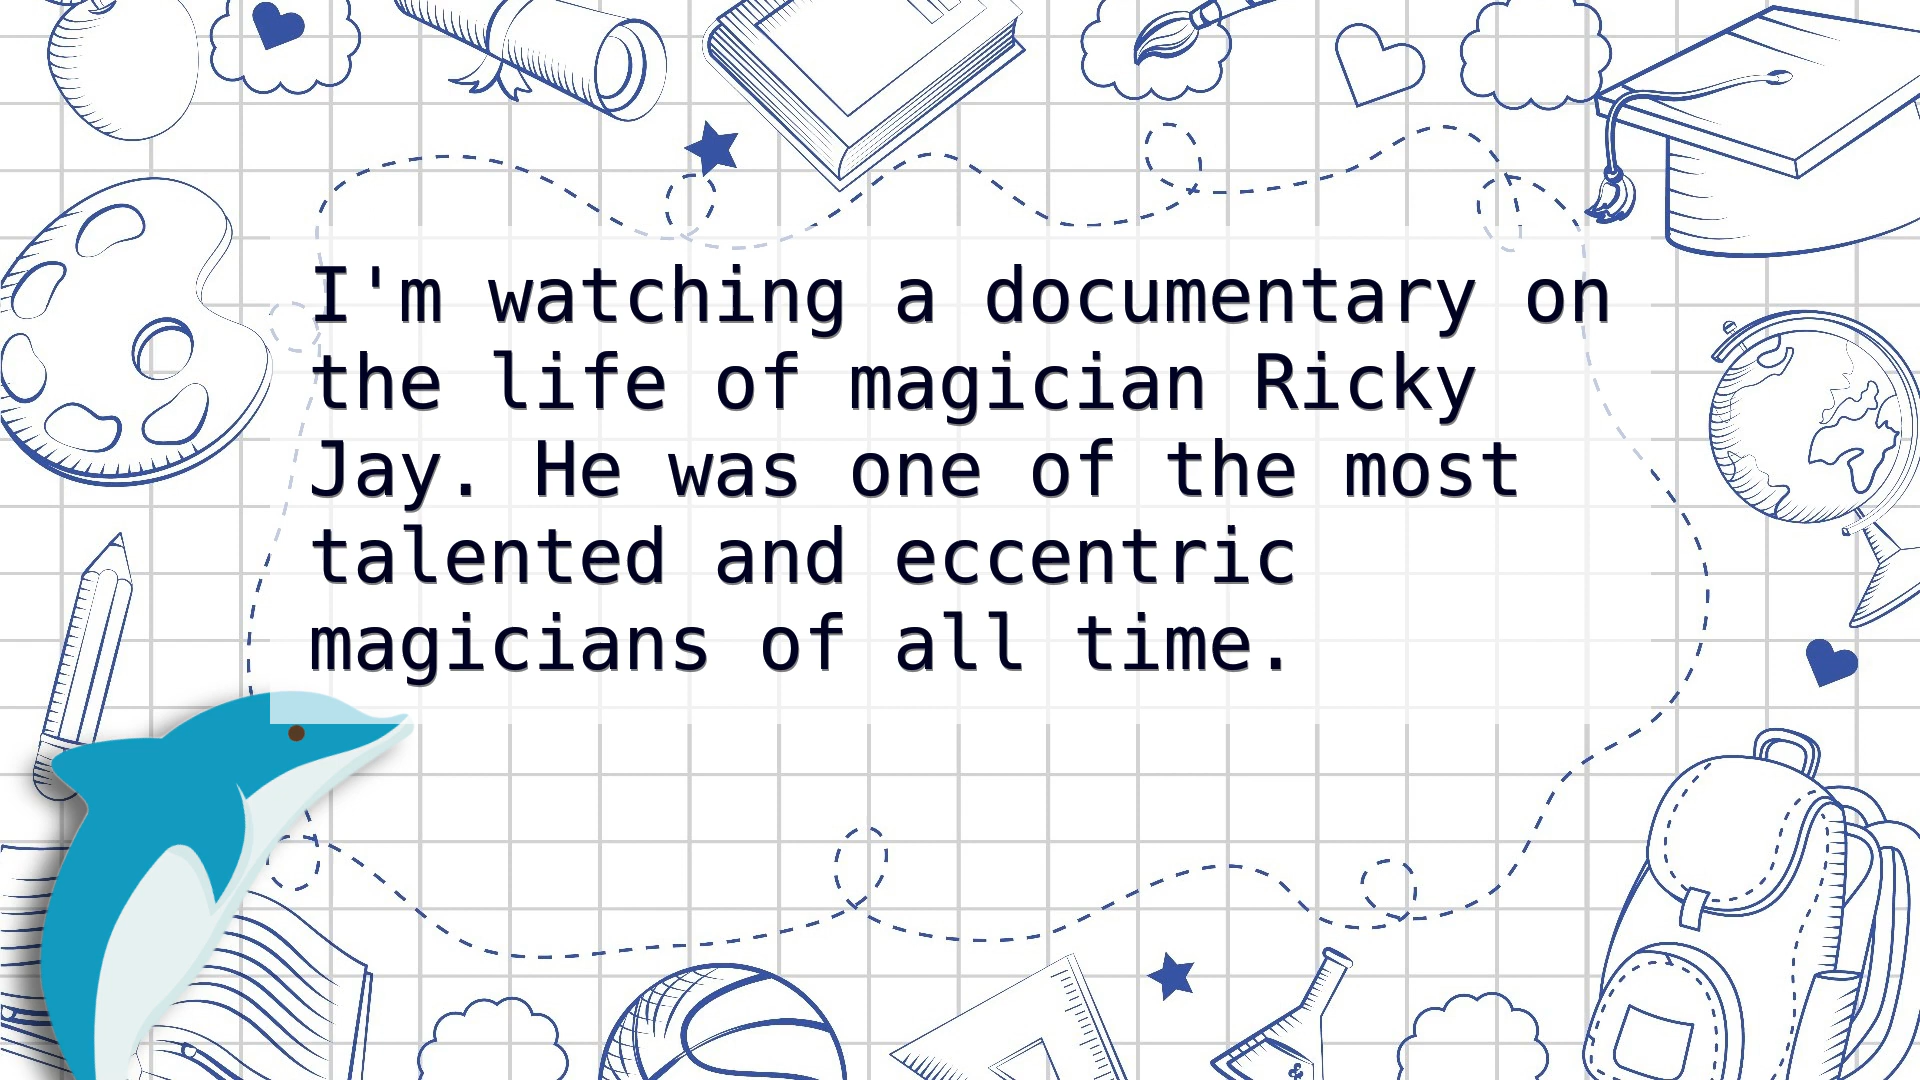 I'm watching a documentary on
the life of magician Ricky
Jay. He was one of the most
talented and eccentric
magicians of all time.